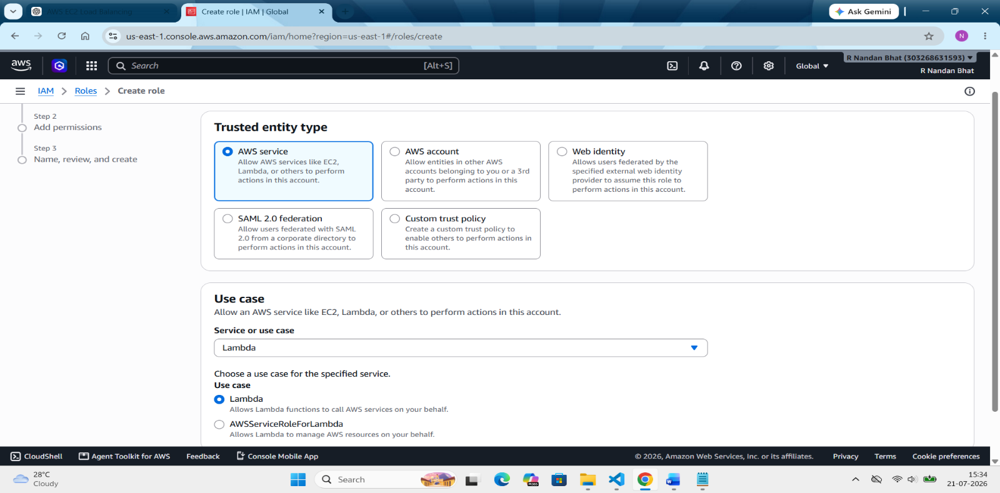 AWS EC2 Load Balancing
Create role | IAM | Global
Ask Gemini
us-east-1.console.aws.amazon.com/iam/home?region=us-east-1#/roles/create
N
aws
Search
[Alt+S]
Global
R Nandan Bhat (303268631593)
R Nandan Bhat
IAM
Roles
Create role
Step 2
Add permissions
Step 3
Name, review, and create
Trusted entity type
AWS service
Allow AWS services like EC2,
Lambda, or others to perform
actions in this account.
AWS account
Allow entities in other AWS
accounts belonging to you or a 3rd
party to perform actions in this
account.
Web identity
Allows users federated by the
specified external web identity
provider to assume this role to
perform actions in this account.
SAML 2.0 federation
Allow users federated with SAML
2.0 from a corporate directory to
perform actions in this account.
Custom trust policy
Create a custom trust policy to
enable others to perform actions in
this account.
Use case
Allow an AWS service like EC2, Lambda, or others to perform actions in this account.
Service or use case
Lambda
Choose a use case for the specified service.
Use case
Lambda
Allows Lambda functions to call AWS services on your behalf.
AWSServiceRoleForLambda
Allows Lambda to manage AWS resources on your behalf.
CloudShell
Agent Toolkit for AWS
Feedback
Console Mobile App
© 2026, Amazon Web Services, Inc. or its affiliates.
Privacy
Terms
Cookie preferences
28°C
Cloudy
Search
M365
15:34
21-07-2026